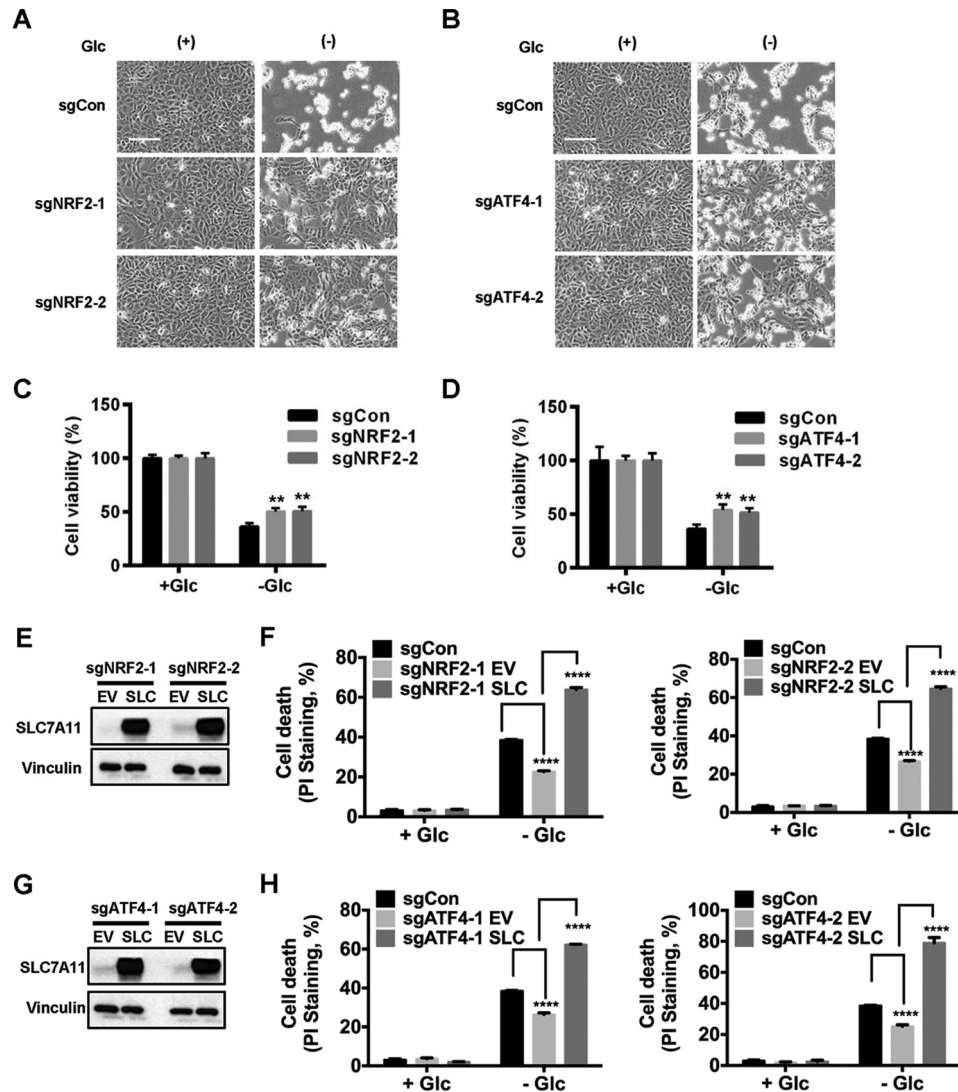 A
Glc (+) (-)
sgCon
sgNRF2-1
sgNRF2-2
B
Glc (+) (-)
sgCon
sgATF4-1
sgATF4-2
C
Cell viability (%)
150
100
50
0
+Glc -Glc
** **
sgCon
sgNRF2-1
sgNRF2-2
D
Cell viability (%)
150
100
50
0
+Glc -Glc
** **
sgCon
sgATF4-1
sgATF4-2
E
sgNRF2-1 sgNRF2-2
EV SLC EV SLC
SLC7A11
Vinculin
F
sgCon
sgNRF2-1 EV
sgNRF2-1 SLC
Cell death
(PI Staining, %)
80
60
40
20
0
**** ****
+ Glc - Glc
sgCon
sgNRF2-2 EV
sgNRF2-2 SLC
Cell death
(PI Staining, %)
80
60
40
20
0
**** ****
+ Glc - Glc
G
sgATF4-1 sgATF4-2
EV SLC EV SLC
SLC7A11
Vinculin
H
sgCon
sgATF4-1 EV
sgATF4-1 SLC
Cell death
(PI Staining, %)
80
60
40
20
0
**** ****
+ Glc - Glc
sgCon
sgATF4-2 EV
sgATF4-2 SLC
Cell death
(PI Staining, %)
100
80
60
40
20
0
**** ****
+ Glc - Glc